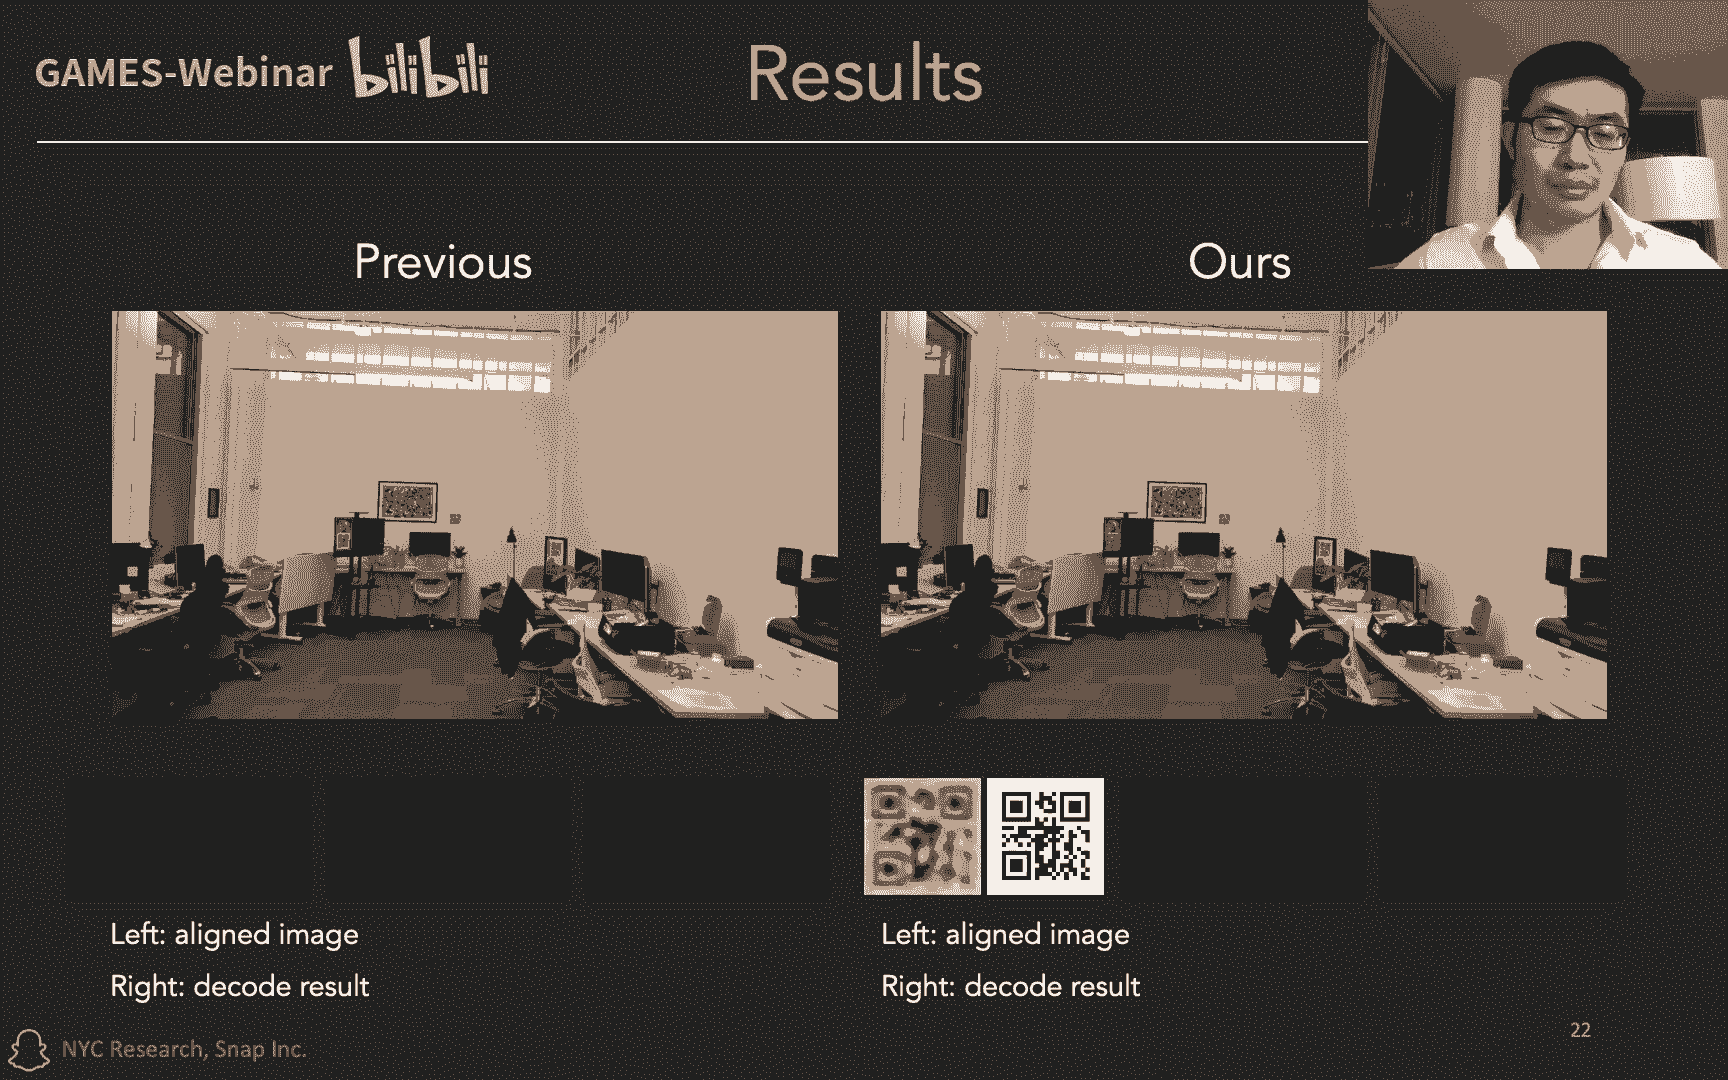 GAMES-Webinar bilibili
Results
Previous
Ours
Left: aligned image
Right: decode result
Left: aligned image
Right: decode result
22
NYC Research, Snap Inc.